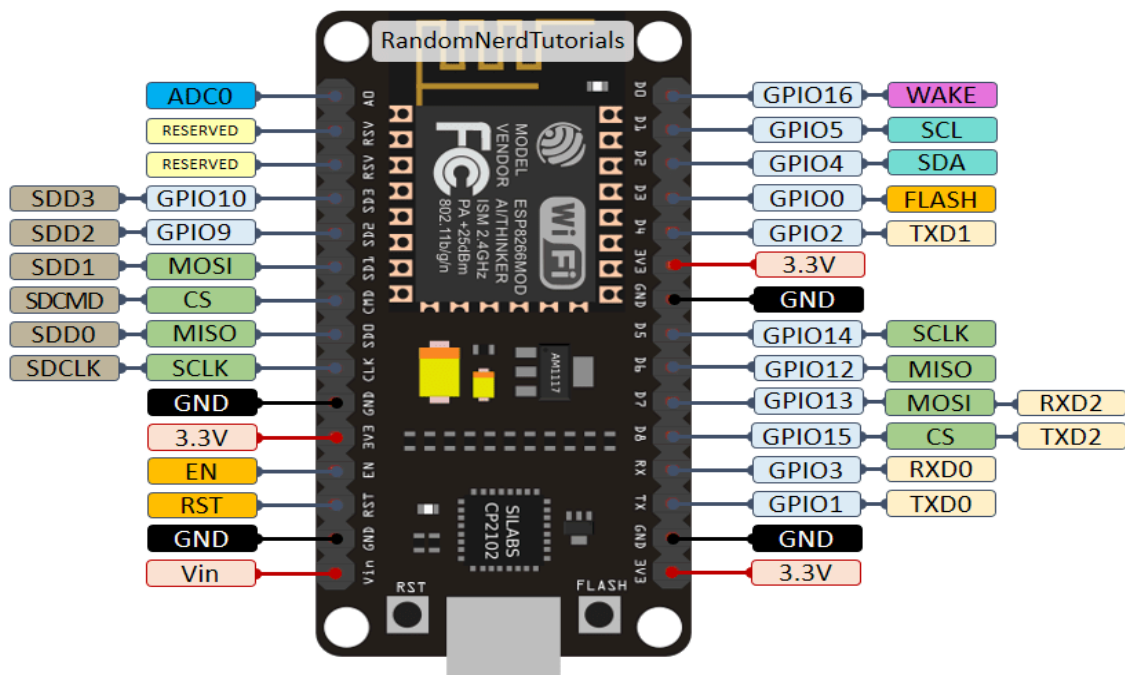 RandomNerdTutorials
ADC0
RESERVED
RESERVED
SDD3 GPIO10
SDD2 GPIO9
SDD1 MOSI
SDCMD CS
SDD0 MISO
SDCLK SCLK
GND
3.3V
EN
RST
GND
Vin
A0
RSV
RSV
SD3
SD2
SD1
CMD
SD0
CLK
GND
3V3
EN
RST
GND
Vin
MODEL ESP8266MOD
VENDOR AI/THINKER
ISM 2.4GHz
PA +25dBm
802.11b/g/n
FC
WiFi
AM1117
SILABS
CP2102
RST
FLASH
D0
D1
D2
D3
D4
3V3
GND
D5
D6
D7
D8
RX
TX
GND
3V3
GPIO16 WAKE
GPIO5 SCL
GPIO4 SDA
GPIO0 FLASH
GPIO2 TXD1
3.3V
GND
GPIO14 SCLK
GPIO12 MISO
GPIO13 MOSI RXD2
GPIO15 CS TXD2
GPIO3 RXD0
GPIO1 TXD0
GND
3.3V